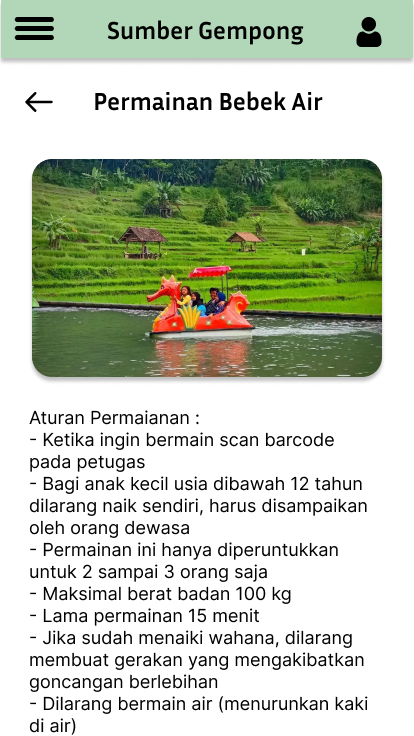 Sumber Gempong
Permainan Bebek Air
Aturan Permaianan :
- Ketika ingin bermain scan barcode
pada petugas
- Bagi anak kecil usia dibawah 12 tahun
dilarang naik sendiri, harus disampaikan
oleh orang dewasa
- Permainan ini hanya diperuntukkan
untuk 2 sampai 3 orang saja
- Maksimal berat badan 100 kg
- Lama permainan 15 menit
- Jika sudah menaiki wahana, dilarang
membuat gerakan yang mengakibatkan
goncangan berlebihan
- Dilarang bermain air (menurunkan kaki
di air)